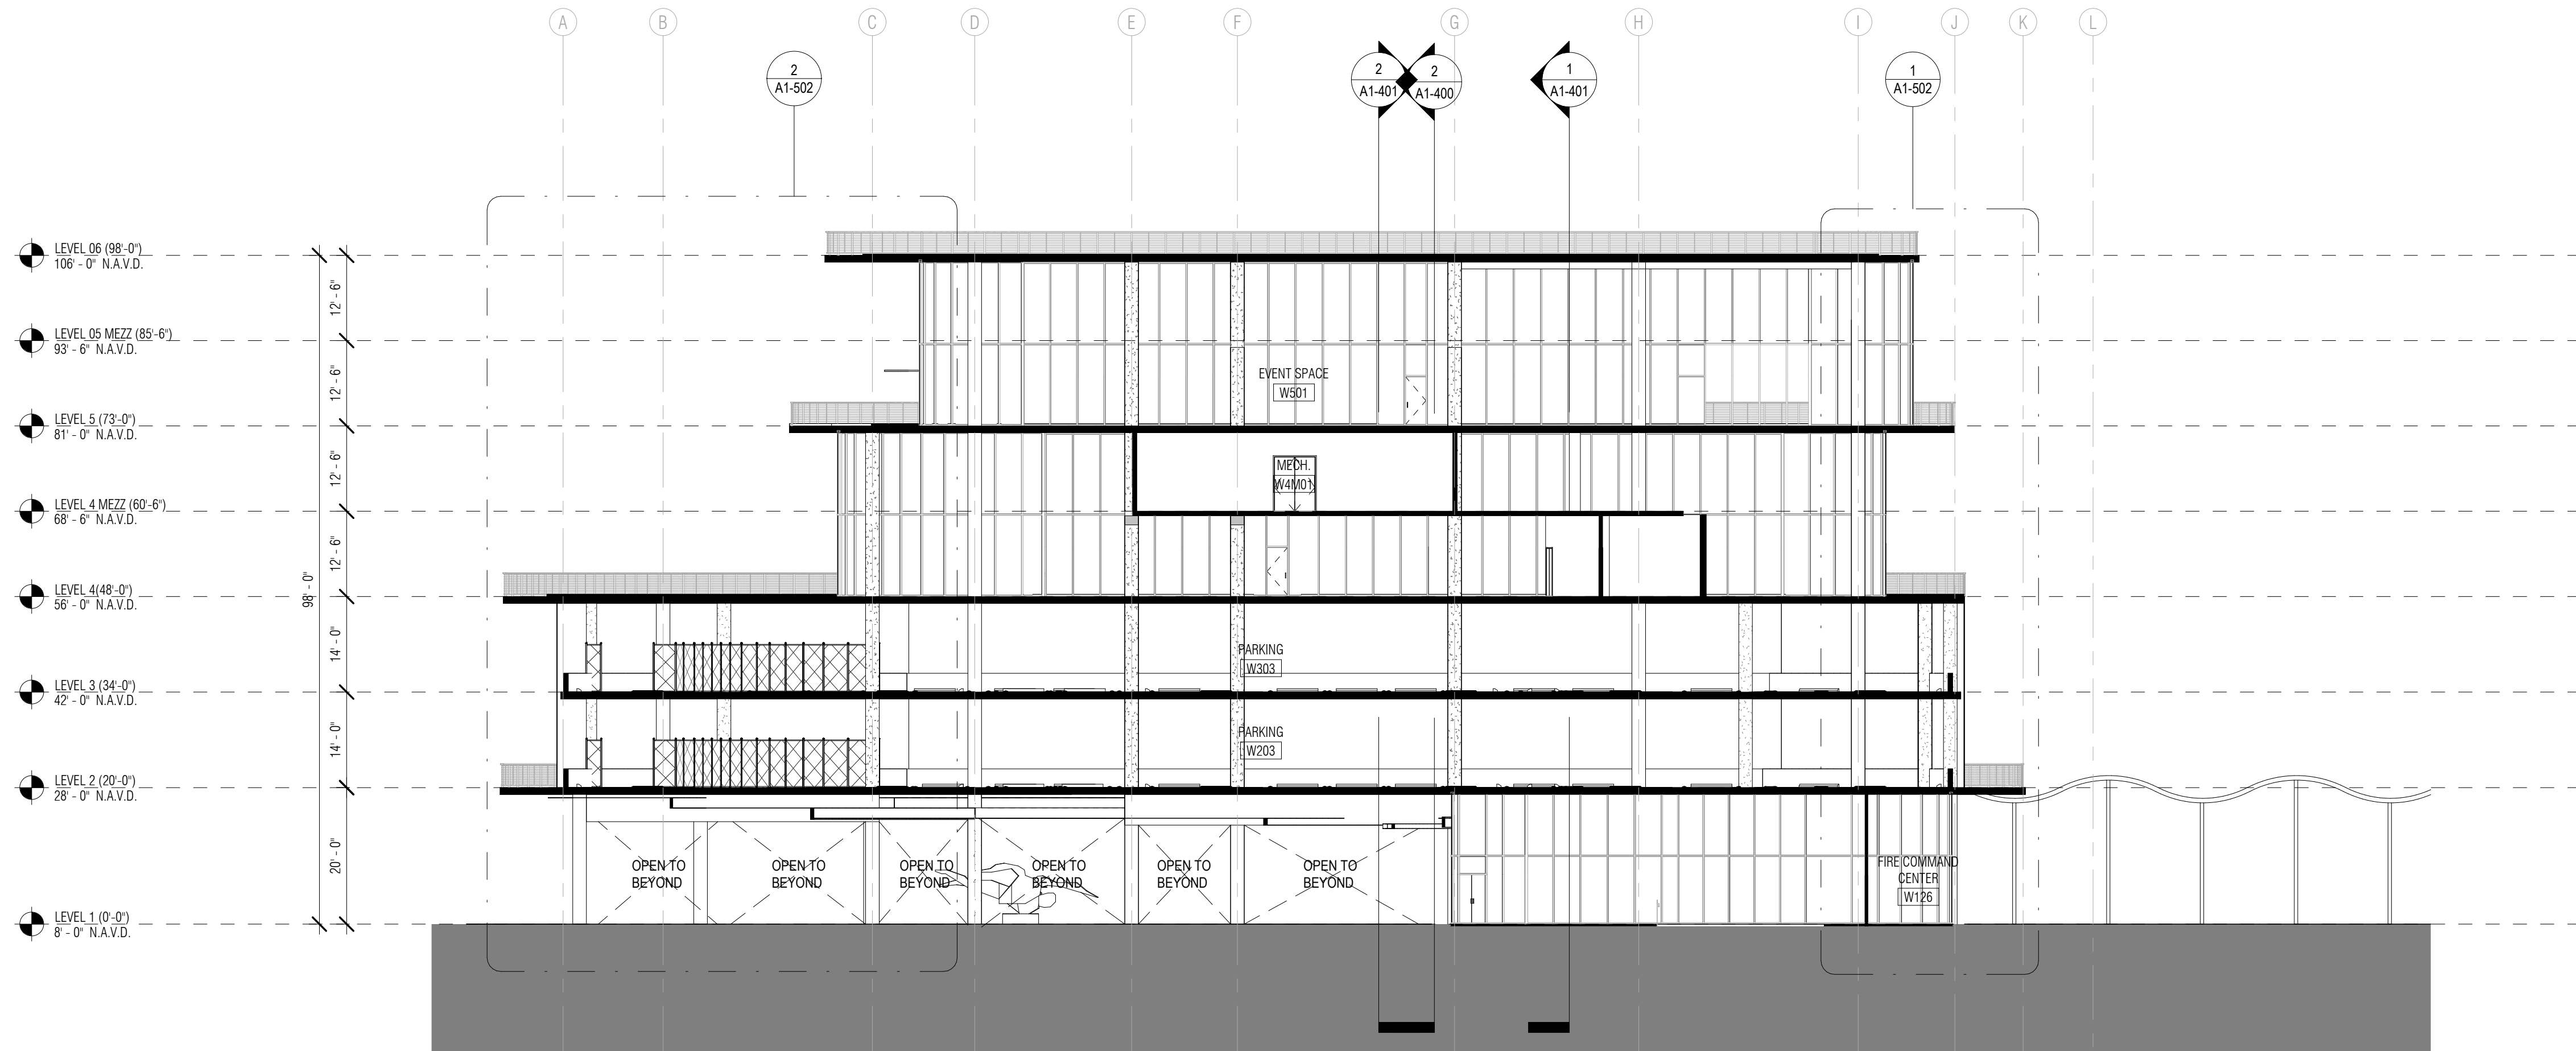 A B C D E F G H I J K L
2
A1-502
2
A1-401
2
A1-400
1
A1-401
1
A1-502
LEVEL 06 (98'-0")
106' - 0" N.A.V.D.
12' - 6"
LEVEL 05 MEZZ (85'-6")
93' - 6" N.A.V.D.
12' - 6"
EVENT SPACE
W501
LEVEL 5 (73'-0")
81' - 0" N.A.V.D.
12' - 6"
MECH.
W4M01
LEVEL 4 MEZZ (60'-6")
68' - 6" N.A.V.D.
12' - 6"
LEVEL 4(48'-0")
56' - 0" N.A.V.D.
98' - 0"
14' - 0"
PARKING
W303
LEVEL 3 (34'-0")
42' - 0" N.A.V.D.
14' - 0"
PARKING
W203
LEVEL 2 (20'-0")
28' - 0" N.A.V.D.
20' - 0"
OPEN TO
BEYOND
OPEN TO
BEYOND
OPEN TO
BEYOND
OPEN TO
BEYOND
OPEN TO
BEYOND
OPEN TO
BEYOND
FIRE COMMAND
CENTER
W126
LEVEL 1 (0'-0")
8' - 0" N.A.V.D.